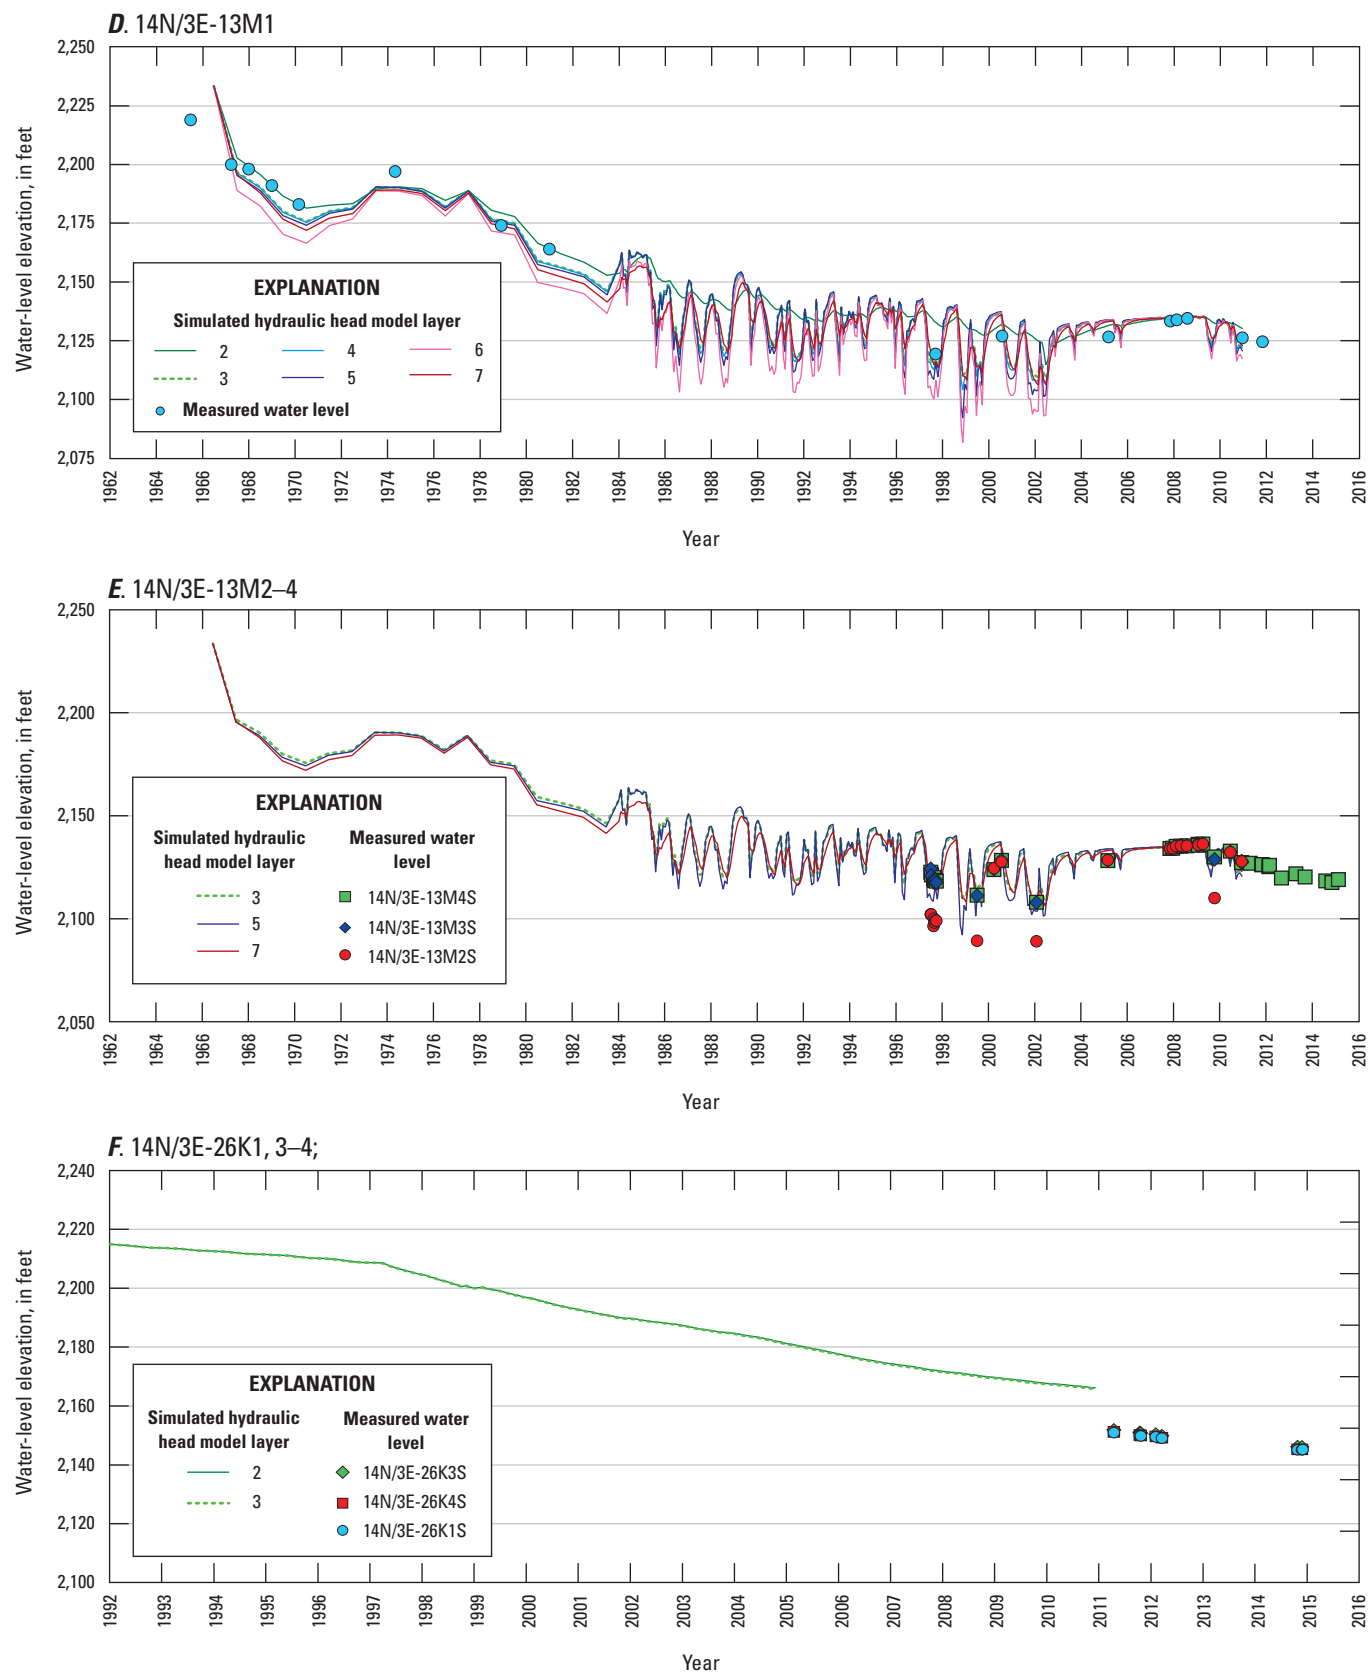 D. 14N/3E-13M1
Water-level elevation, in feet
2,250
2,225
2,200
2,175
2,150
2,125
2,100
2,075
EXPLANATION
Simulated hydraulic head model layer
2 4 6
3 5 7
Measured water level
1962 1964 1966 1968 1970 1972 1974 1976 1978 1980 1982 1984 1986 1988 1990 1992 1994 1996 1998 2000 2002 2004 2006 2008 2010 2012 2014 2016
Year
E. 14N/3E-13M2–4
Water-level elevation, in feet
2,250
2,200
2,150
2,100
2,050
EXPLANATION
Simulated hydraulic
head model layer
3
5
7
Measured water
level
14N/3E-13M4S
14N/3E-13M3S
14N/3E-13M2S
1962 1964 1966 1968 1970 1972 1974 1976 1978 1980 1982 1984 1986 1988 1990 1992 1994 1996 1998 2000 2002 2004 2006 2008 2010 2012 2014 2016
Year
F. 14N/3E-26K1, 3–4;
Water-level elevation, in feet
2,240
2,220
2,200
2,180
2,160
2,140
2,120
2,100
EXPLANATION
Simulated hydraulic
head model layer
2
3
Measured water
level
14N/3E-26K3S
14N/3E-26K4S
14N/3E-26K1S
1992 1993 1994 1995 1996 1997 1998 1999 2000 2001 2002 2003 2004 2005 2006 2007 2008 2009 2010 2011 2012 2013 2014 2015 2016
Year